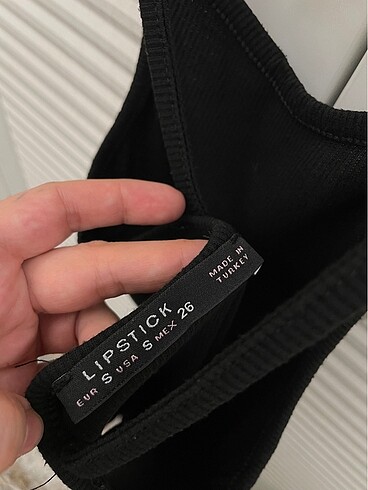 LIPSTICK
EUR S USA S MEX 26
MADE IN
TURKEY